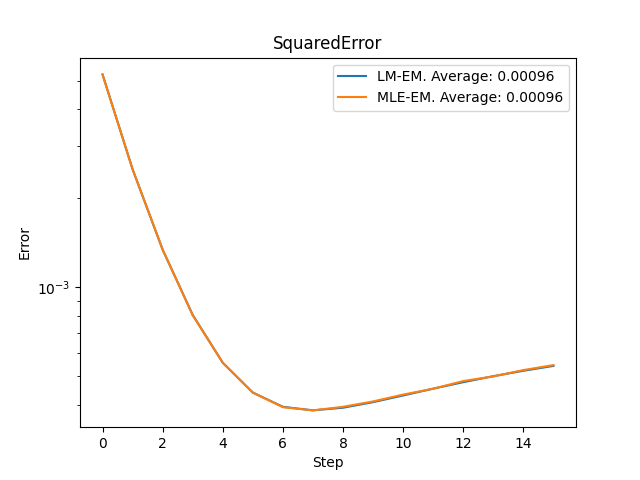 SquaredError
LM-EM. Average: 0.00096
MLE-EM. Average: 0.00096
Error
10⁻³
0 2 4 6 8 10 12 14
Step